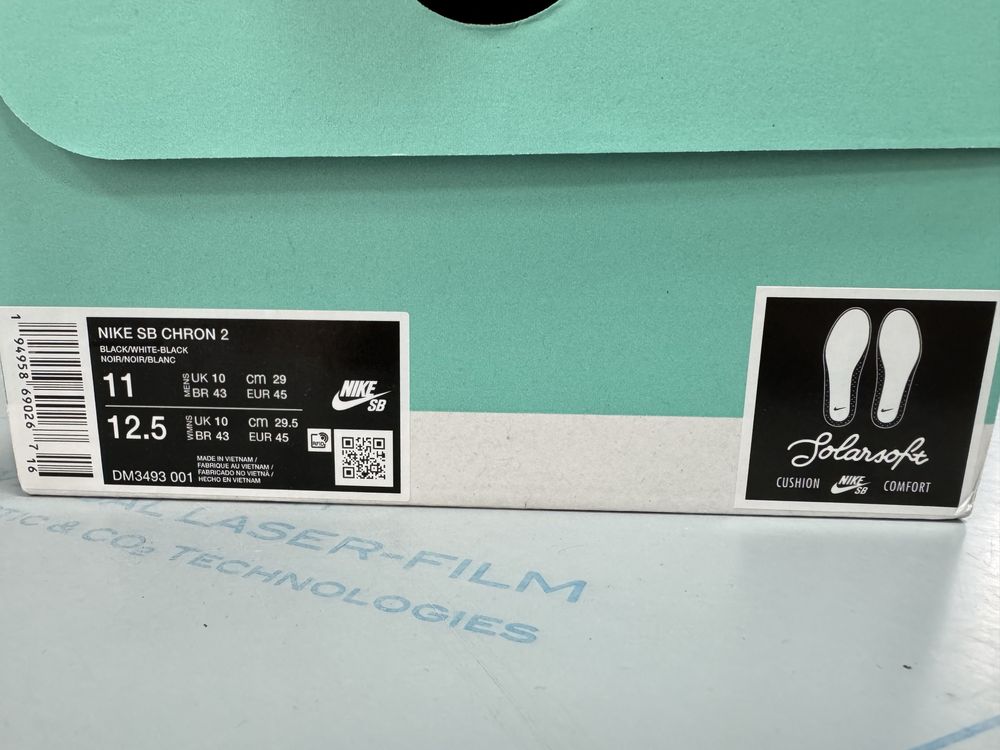 1 94958 69026 7 16
NIKE SB CHRON 2
BLACK/WHITE-BLACK
NOIR/NOIR/BLANC
11 MENS UK 10 CM 29
BR 43 EUR 45
12.5 WMNS UK 10 CM 29.5
BR 43 EUR 45
DM3493 001
MADE IN VIETNAM /
FABRIQUE AU VIETNAM /
FABRICADO NO VIETNÃ /
HECHO EN VIETNAM
RFID
NIKE
SB
Solarsoft
CUSHION NIKE SB COMFORT
AL LASER-FILM
TIC & CO2 TECHNOLOGIES